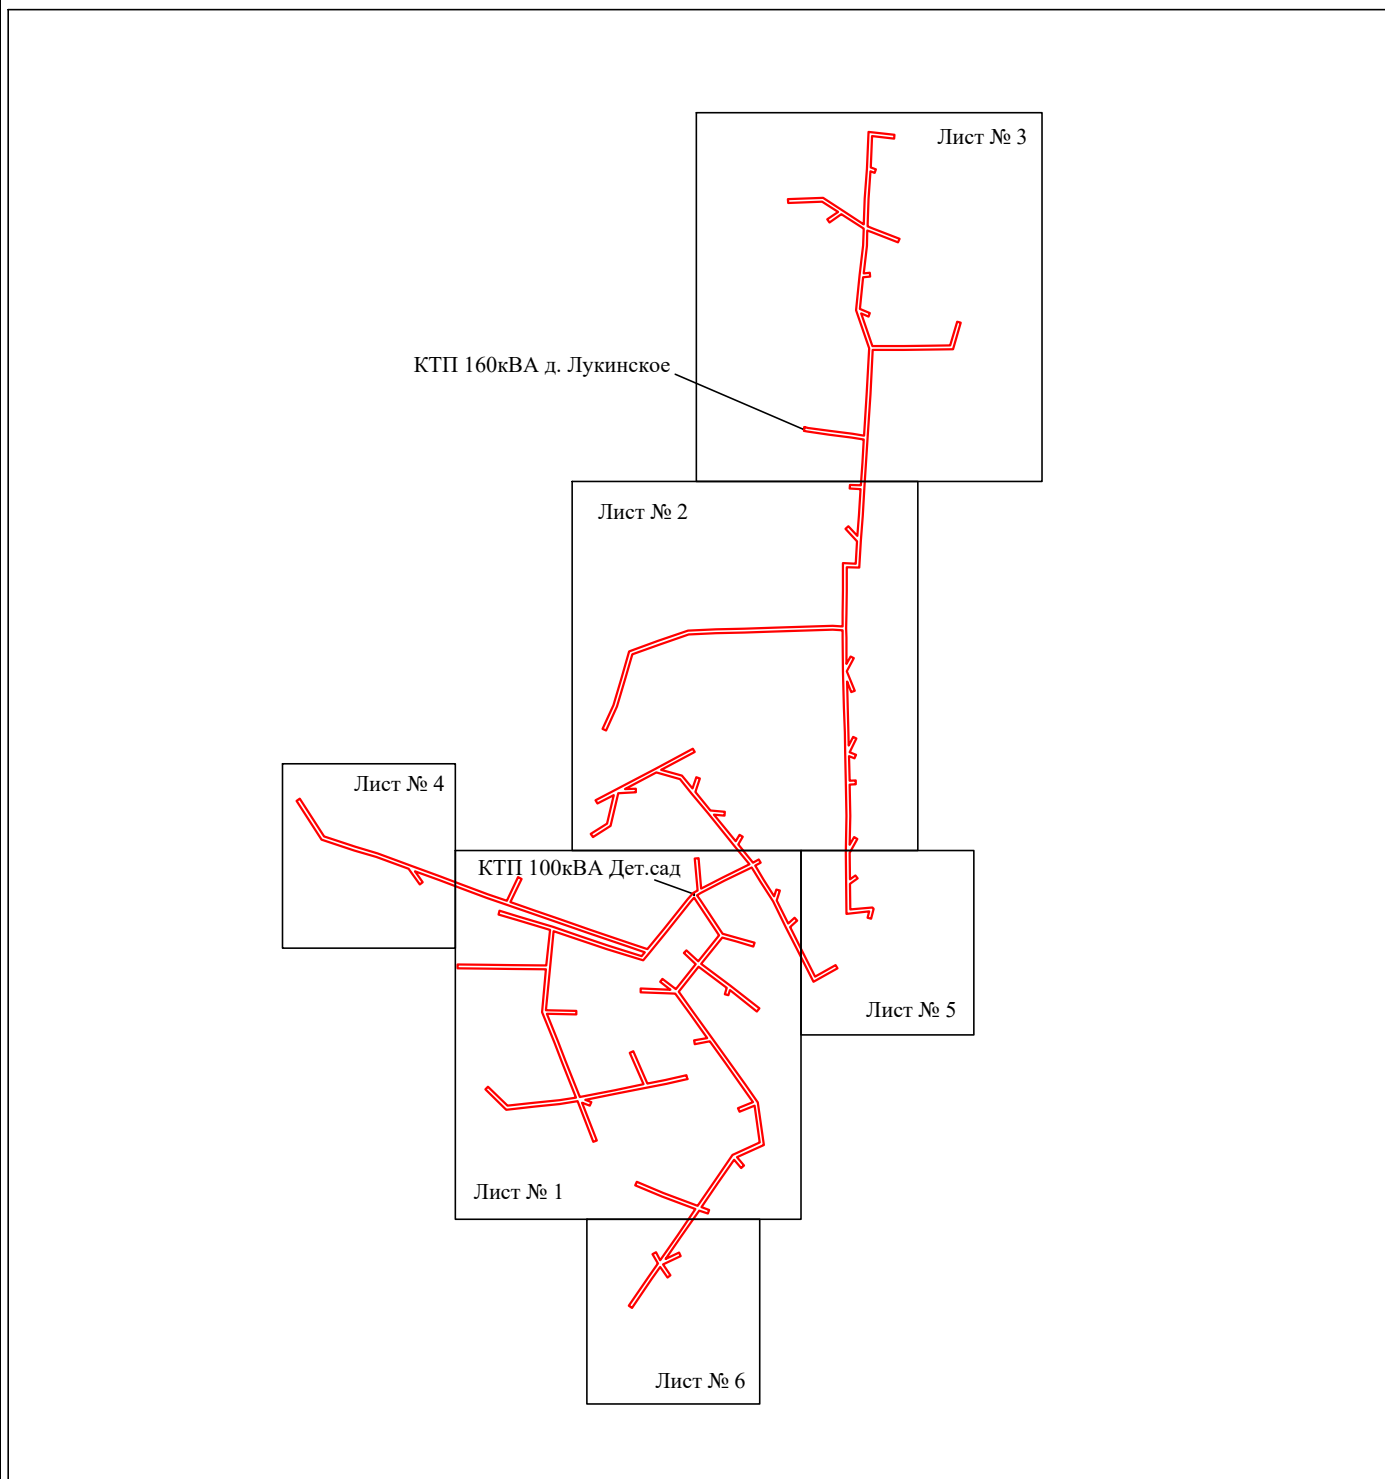 Лист № 3
КТП 160кВА д. Лукинское
Лист № 2
Лист № 4
КТП 100кВА Дет.сад
Лист № 5
Лист № 1
Лист № 6